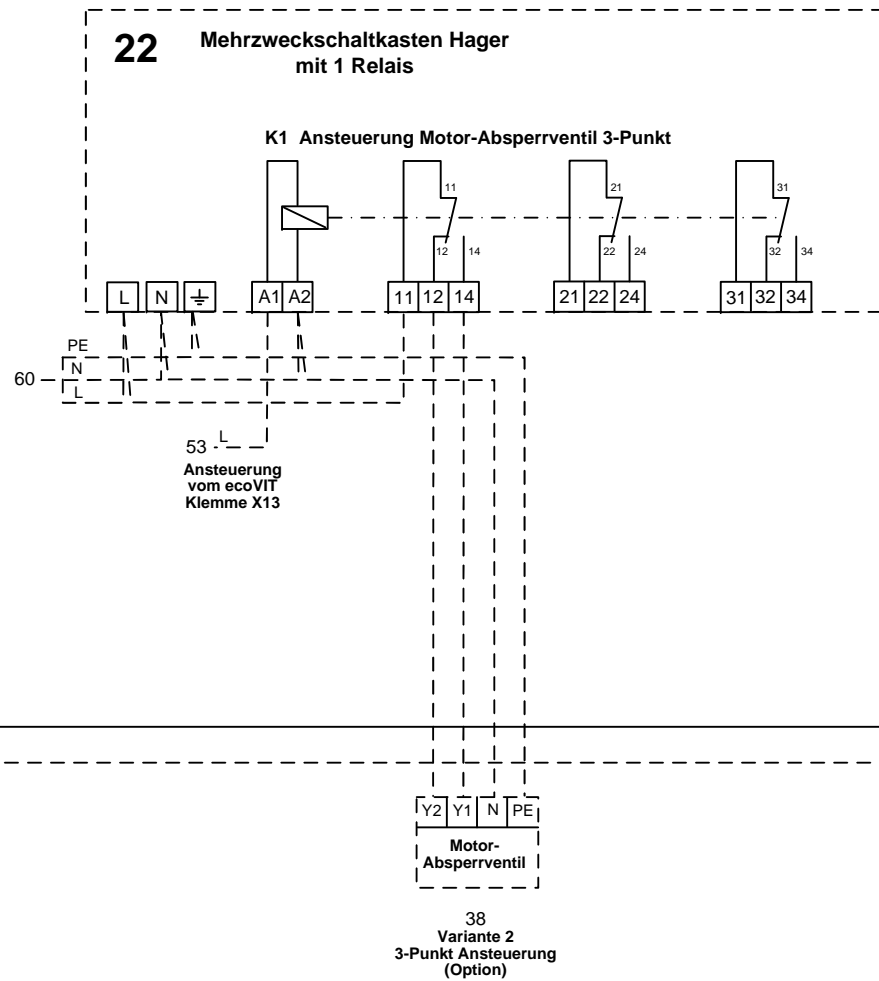 22
Mehrzweckschaltkasten Hager
mit 1 Relais
K1 Ansteuerung Motor-Absperrventil 3-Punkt
11
21
31
12
14
22
24
32
34
L
N
A1
A2
11
12
14
21
22
24
31
32
34
PE
N
60
L
53
L
Ansteuerung
vom ecoVIT
Klemme X13
Y2
Y1
N
PE
Motor-
Absperrventil
38
Variante 2
3-Punkt Ansteuerung
(Option)